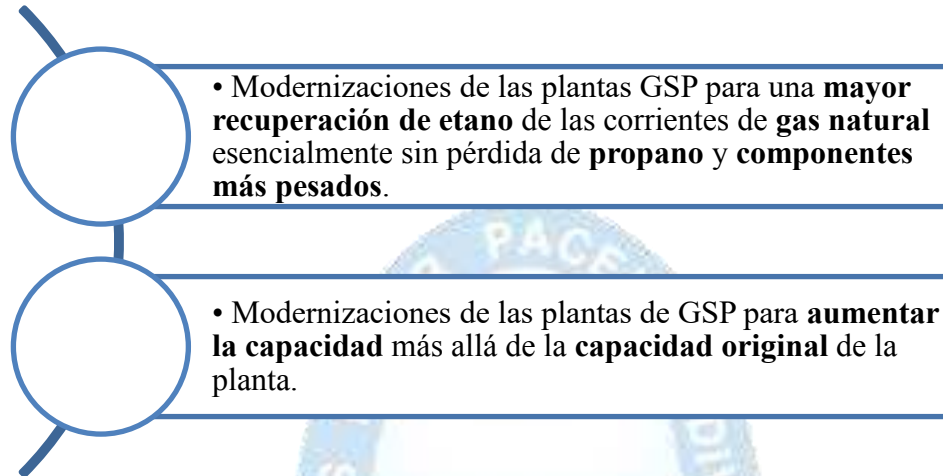 • Modernizaciones de las plantas GSP para una mayor
recuperación de etano de las corrientes de gas natural
esencialmente sin pérdida de propano y componentes
más pesados.
• Modernizaciones de las plantas de GSP para aumentar
la capacidad más allá de la capacidad original de la
planta.